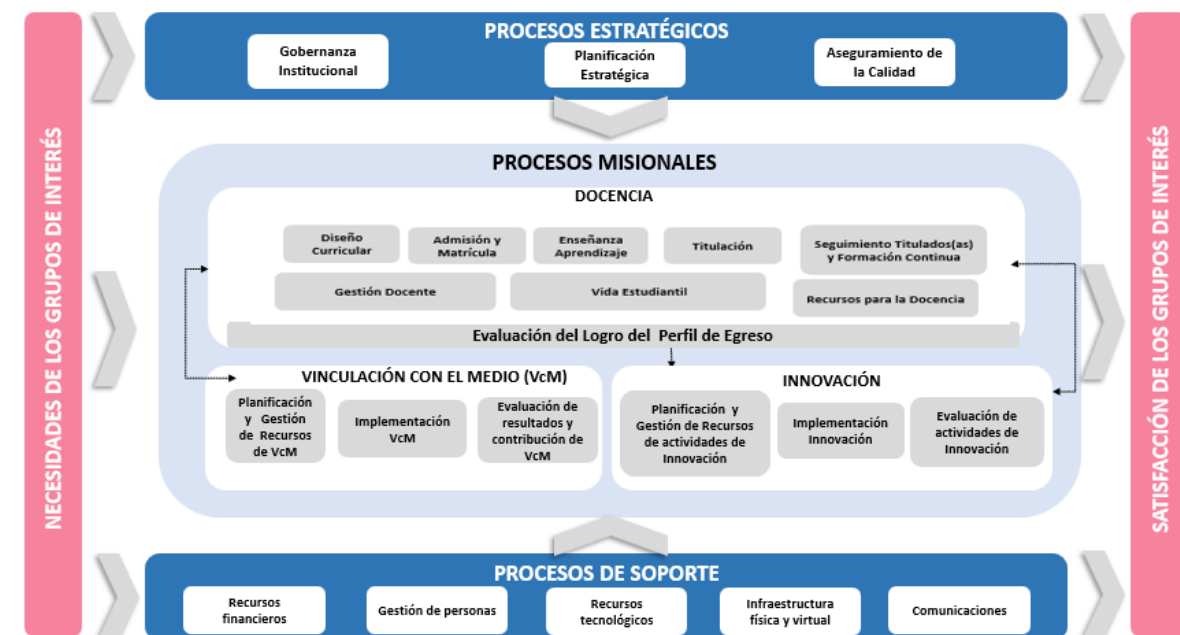 NECESIDADES DE LOS GRUPOS DE INTERÉS
PROCESOS ESTRATÉGICOS
Gobernanza
Institucional
Planificación
Estratégica
Aseguramiento de
la Calidad
PROCESOS MISIONALES
DOCENCIA
Diseño
Curricular
Admisión y
Matrícula
Enseñanza
Aprendizaje
Titulación
Seguimiento Titulados(as)
y Formación Continua
Gestión Docente
Vida Estudiantil
Recursos para la Docencia
Evaluación del Logro del Perfil de Egreso
VINCULACIÓN CON EL MEDIO (VcM)
Planificación
y Gestión
de Recursos
de VcM
Implementación
VcM
Evaluación de
resultados y
contribución de
VcM
INNOVACIÓN
Planificación y
Gestión de Recursos
de actividades de
Innovación
Implementación
Innovación
Evaluación de
actividades de
Innovación
PROCESOS DE SOPORTE
Recursos
financieros
Gestión de personas
Recursos
tecnológicos
Infraestructura
física y virtual
Comunicaciones
SATISFACCIÓN DE LOS GRUPOS DE INTERÉS